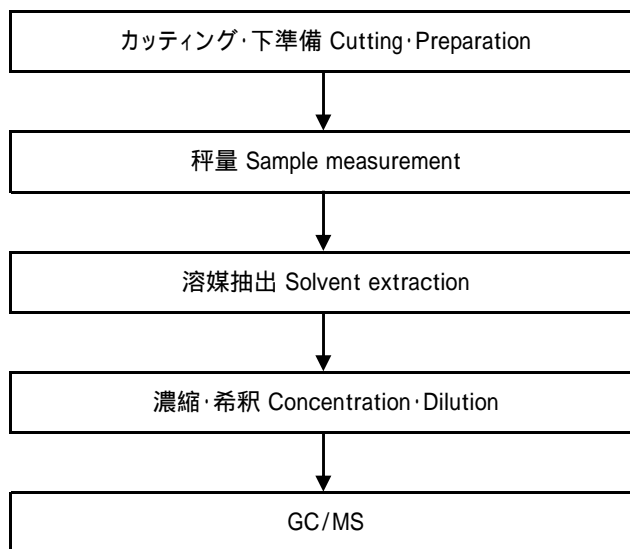 カッティング・下準備 Cutting・Preparation
秤量 Sample measurement
溶媒抽出 Solvent extraction
濃縮・希釈 Concentration・Dilution
GC/MS